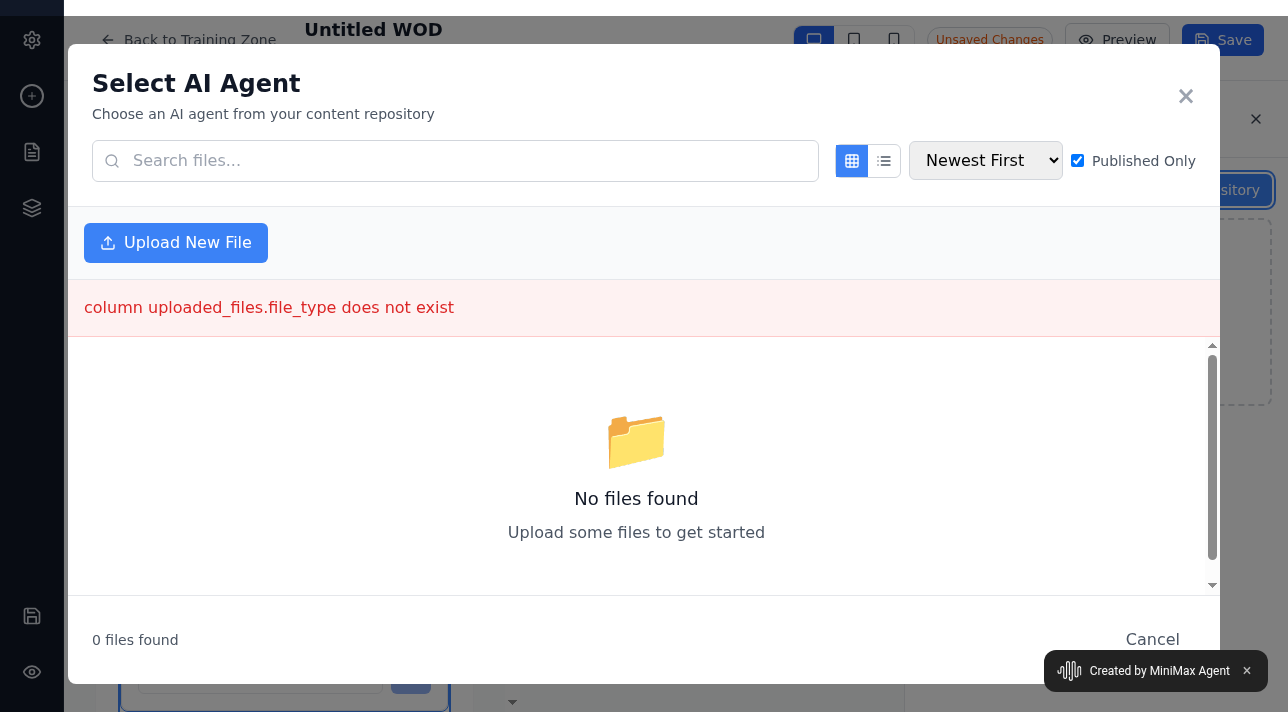 Untitled WOD
Back to Training Zone
Unsaved Changes
Preview
Save
Select AI Agent
Choose an AI agent from your content repository
Search files...
Newest First
Published Only
sitory
Upload New File
column uploaded_files.file_type does not exist
No files found
Upload some files to get started
0 files found
Cancel
Created by MiniMax Agent